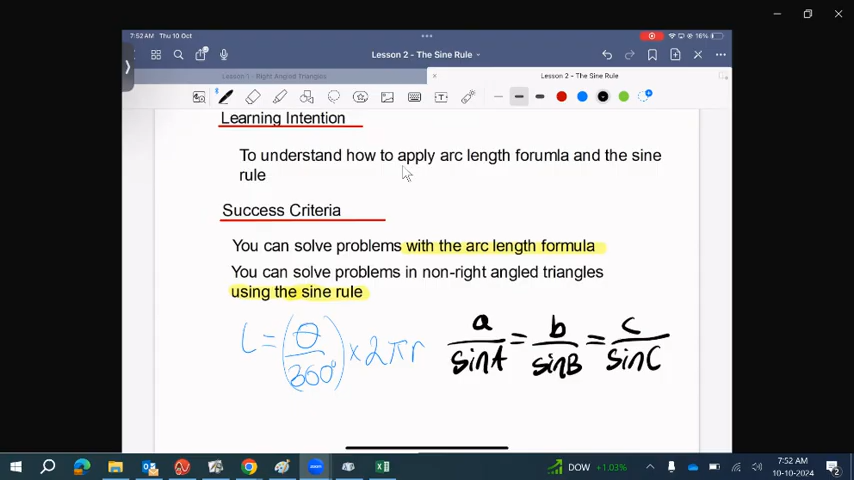 7:52 AM Thu 10 Oct
16%
Lesson 2 - The Sine Rule
Lesson 1 - Right Angled Triangles
Lesson 2 - The Sine Rule
Learning Intention
To understand how to apply arc length forumla and the sine
rule
Success Criteria
You can solve problems with the arc length formula
You can solve problems in non-right angled triangles
using the sine rule
L = (θ/360°) × 2πr
a/sinA = b/sinB = c/sinC
DOW +1.03%
7:52 AM
10-10-2024
2